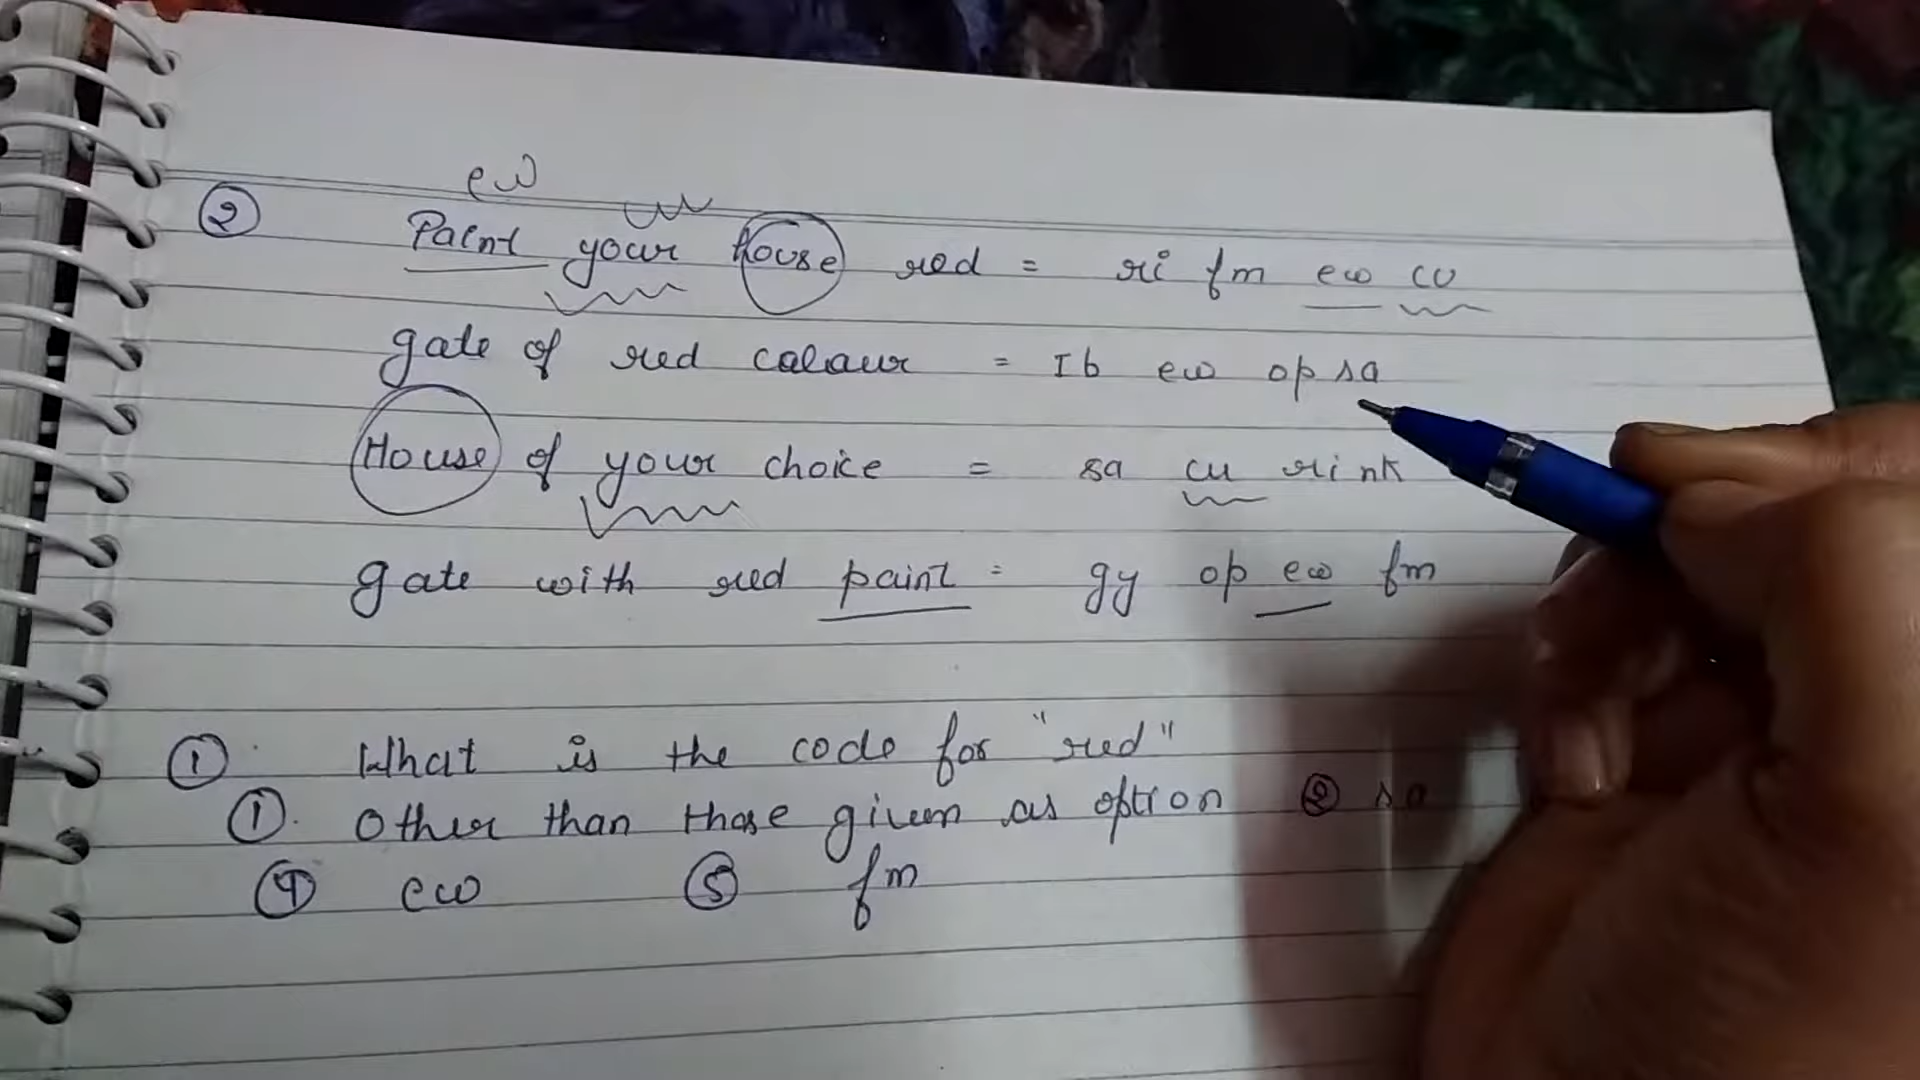 ew
② Paint your house red = ri fm ew cu
gate of red calaur = Ib ew op sa
House of your choice = sa cu ri nk
gate with red paint = gy op ew fm
① What is the code for "red"
① Other than those given as option ② sa
④ ew ⑤ fm